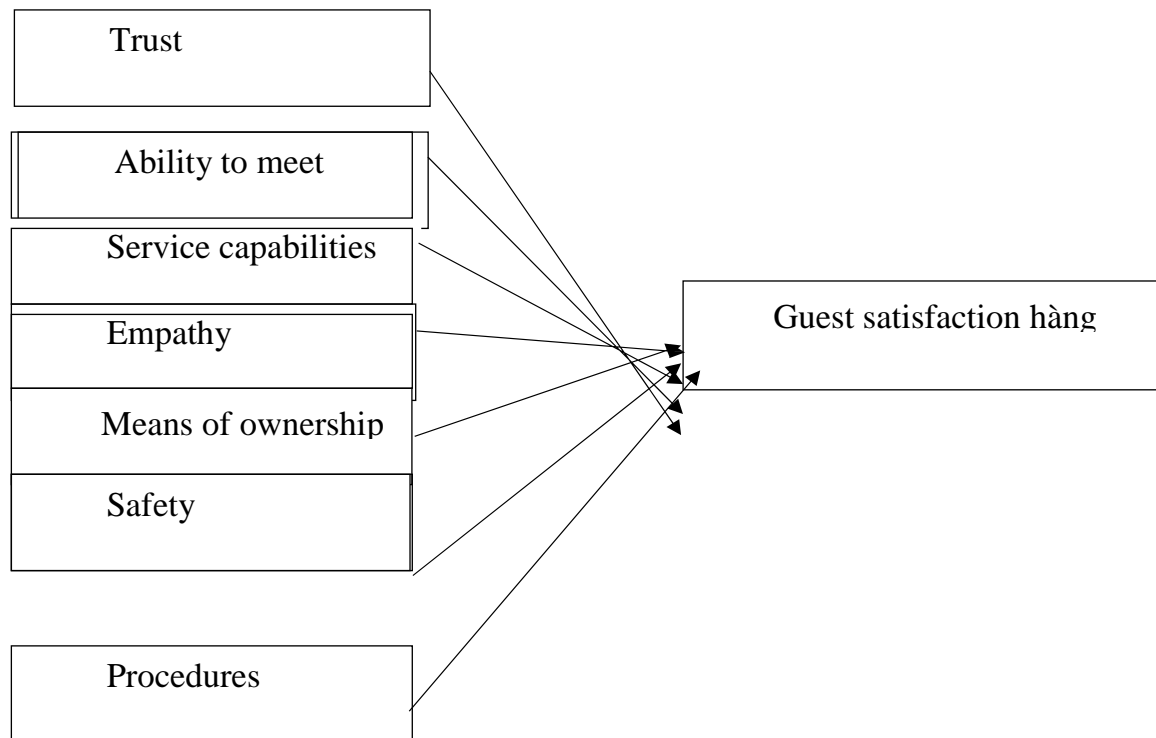 Trust
Ability to meet
Service capabilities
Empathy
Guest satisfaction hàng
Means of ownership
Safety
Procedures